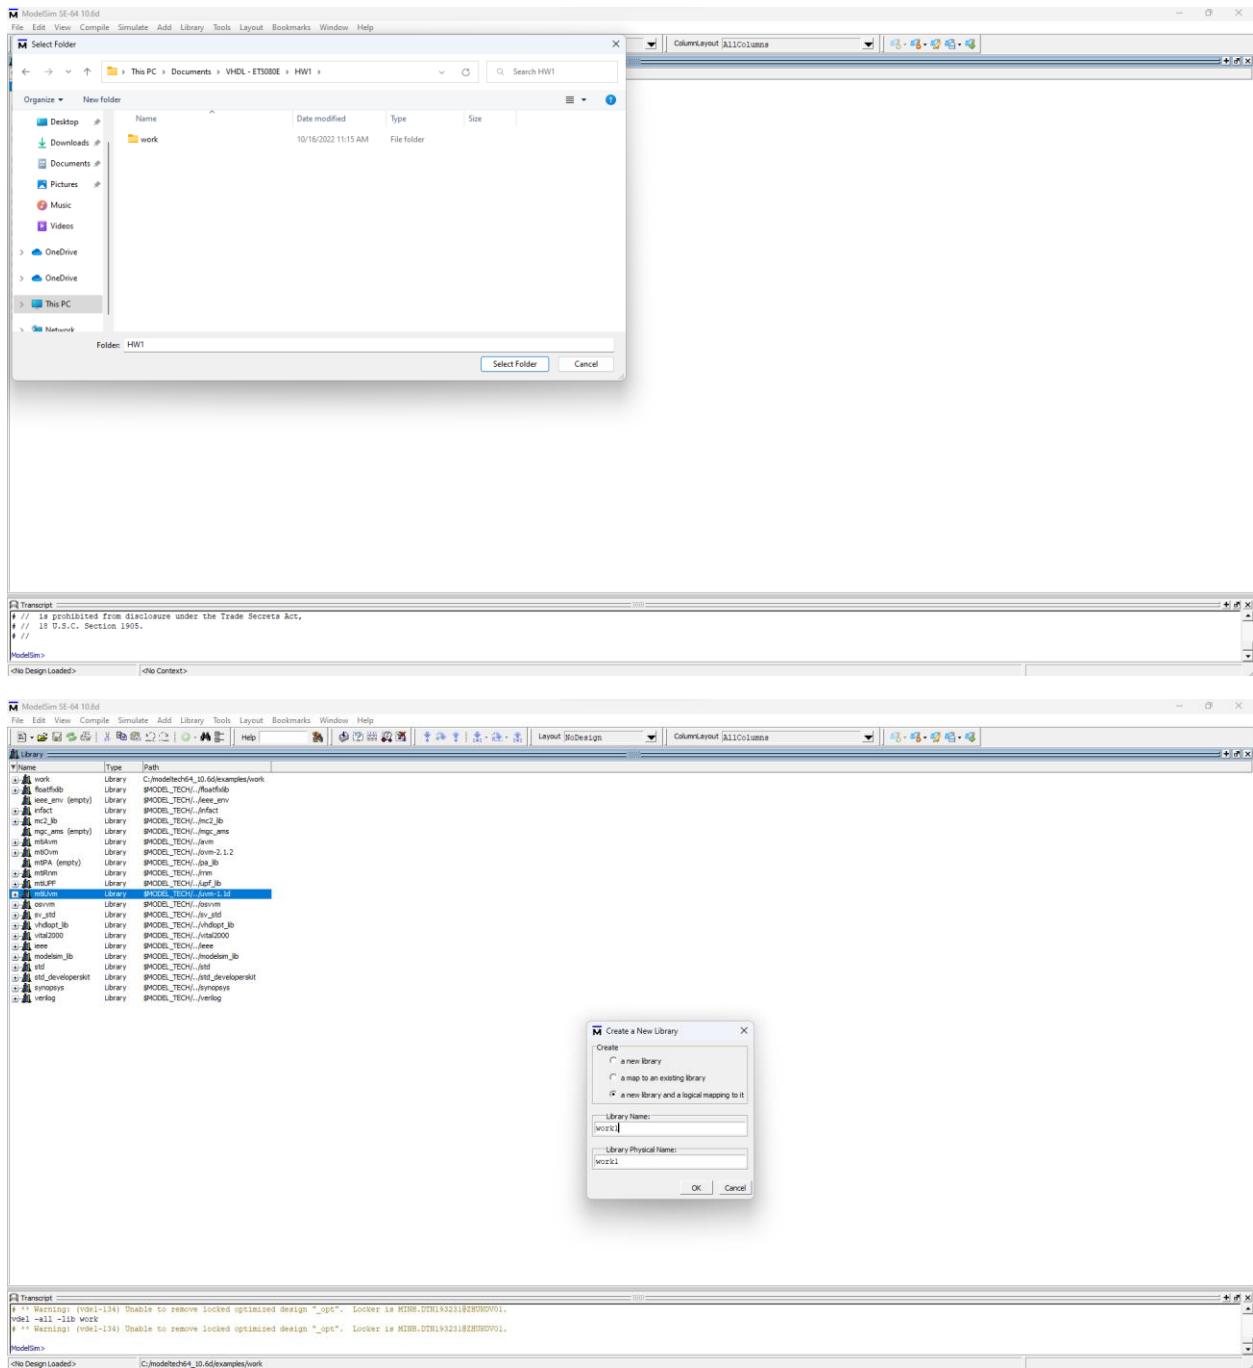 ModelSim SE-64 10.6d
File Edit View Compile Simulate Add Library Tools Layout Bookmarks Window Help
Select Folder
ColumnLayout AllColumns
This PC > Documents > VHDL - ET5080E > HW1 >
Search HW1
Organize New folder
Name Date modified Type Size
Desktop
work 10/16/2022 11:15 AM File folder
Downloads
Documents
Pictures
Music
Videos
OneDrive
OneDrive
This PC
Network
Folder: HW1
Select Folder Cancel
Transcript
# // is prohibited from disclosure under the Trade Secrets Act,
# // 18 U.S.C. Section 1905.
# //
ModelSim>
<No Design Loaded> <No Context>
ModelSim SE-64 10.6d
File Edit View Compile Simulate Add Library Tools Layout Bookmarks Window Help
Help Layout NoDesign ColumnLayout AllColumns
Library
Name Type Path
work Library C:/modeltech64_10.6d/examples/work
floatfixlib Library $MODEL_TECH/../floatfixlib
ieee_env (empty) Library $MODEL_TECH/../ieee_env
infact Library $MODEL_TECH/../infact
mc2_lib Library $MODEL_TECH/../mc2_lib
mgc_ams (empty) Library $MODEL_TECH/../mgc_ams
mtiAvm Library $MODEL_TECH/../avm
mtiOvm Library $MODEL_TECH/../ovm-2.1.2
mtiPA (empty) Library $MODEL_TECH/../pa_lib
mtiRnm Library $MODEL_TECH/../rnm
mtiUPF Library $MODEL_TECH/../upf_lib
mtiUvm Library $MODEL_TECH/../uvm-1.1d
osvvm Library $MODEL_TECH/../osvvm
sv_std Library $MODEL_TECH/../sv_std
vhdlopt_lib Library $MODEL_TECH/../vhdlopt_lib
vital2000 Library $MODEL_TECH/../vital2000
ieee Library $MODEL_TECH/../ieee
modelsim_lib Library $MODEL_TECH/../modelsim_lib
std Library $MODEL_TECH/../std
std_developerskit Library $MODEL_TECH/../std_developerskit
synopsys Library $MODEL_TECH/../synopsys
verilog Library $MODEL_TECH/../verilog
Create a New Library
Create
a new library
a map to an existing library
a new library and a logical mapping to it
Library Name:
work1
Library Physical Name:
work1
OK Cancel
Transcript
# ** Warning: (vdel-134) Unable to remove locked optimized design "_opt". Locker is MINH.DTN193231@ZHUNDV01.
vdel -all -lib work
# ** Warning: (vdel-134) Unable to remove locked optimized design "_opt". Locker is MINH.DTN193231@ZHUNDV01.
ModelSim>
<No Design Loaded> C:/modeltech64_10.6d/examples/work